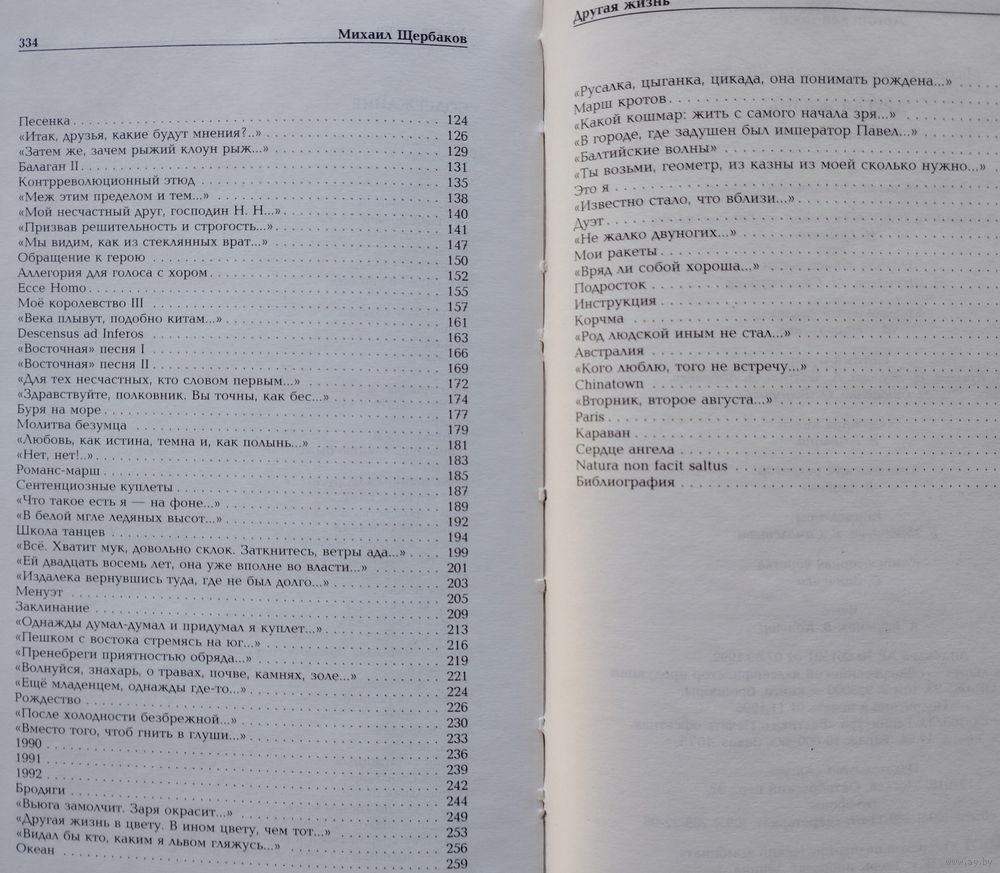 334
Михаил Щербаков
Песенка 124
«Итак, друзья, какие будут мнения?..» 126
«Затем же, зачем рыжий клоун рыж...» 129
Балаган II 131
Контрреволюционный этюд 135
«Меж этим пределом и тем...» 138
«Мой несчастный друг, господин Н. Н...» 140
«Призвав решительность и строгость...» 141
«Мы видим, как из стеклянных врат...» 147
Обращение к герою 150
Аллегория для голоса с хором 152
Ecce Homo 155
Моё королевство III 157
«Века плывут, подобно китам...» 161
Descensus ad Inferos 163
«Восточная» песня I 166
«Восточная» песня II 169
«Для тех несчастных, кто словом первым...» 172
«Здравствуйте, полковник. Вы точны, как бес...» 174
Буря на море 177
Молитва безумца 179
«Любовь, как истина, темна и, как полынь...» 181
«Нет, нет!..» 183
Романс-марш 185
Сентенциозные куплеты 187
«Что такое есть я — на фоне...» 189
«В белой мгле ледяных высот...» 192
Школа танцев 194
«Всё. Хватит мук, довольно склок. Заткнитесь, ветры ада...» 199
«Ей двадцать восемь лет, она уже вполне во власти...» 201
«Издалека вернувшись туда, где не был долго...» 203
Менуэт 205
Заклинание 209
«Однажды думал-думал и придумал я куплет...» 213
«Пешком с востока стремясь на юг...» 216
«Пренебреги приятностью обряда...» 219
«Волнуйся, знахарь, о травах, почве, камнях, золе...» 221
«Ещё младенцем, однажды где-то...» 224
Рождество 226
«После холодности безбрежной...» 230
«Вместо того, чтоб гнить в глуши...» 233
1990 236
1991 239
1992 242
Бродяги 244
«Вьюга замолчит. Заря окрасит...» 249
«Другая жизнь в цвету. В ином цвету, чем тот...» 253
«Видал бы кто, каким я львом гляжусь...» 256
Океан 259
Другая жизнь
«Русалка, цыганка, цикада, она понимать рождена...»
Марш кротов
«Какой кошмар: жить с самого начала зря...»
«В городе, где задушен был император Павел...»
«Балтийские волны»
«Ты возьми, геометр, из казны из моей сколько нужно...»
Это я
«Известно стало, что вблизи...»
Дуэт
«Не жалко двуногих...»
Мои ракеты
«Вряд ли собой хороша...»
Подросток
Инструкция
Корчма
«Род людской иным не стал...»
Австралия
«Кого люблю, того не встречу...»
Chinatown
«Вторник, второе августа...»
Paris
Караван
Сердце ангела
Natura non facit saltus
Библиография
www.ay.by